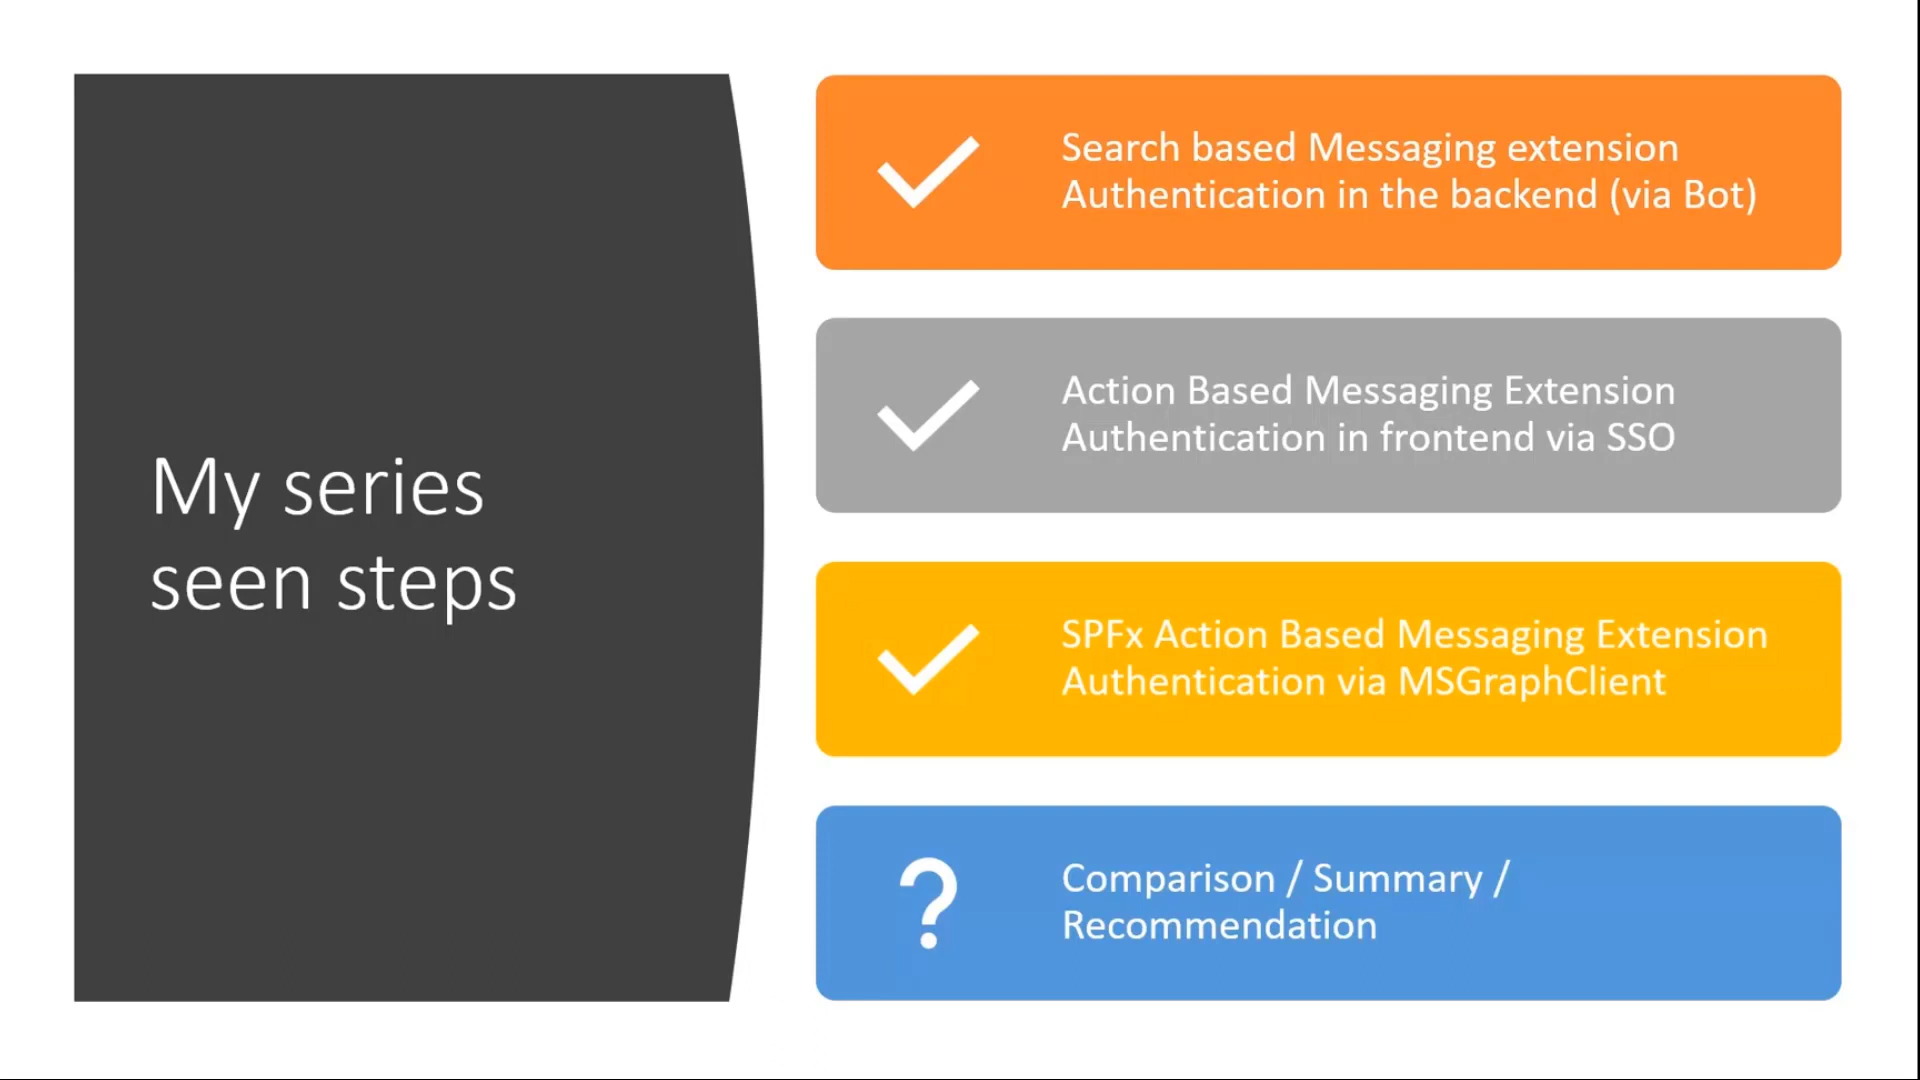 My series
seen steps
Search based Messaging extension
Authentication in the backend (via Bot)
Action Based Messaging Extension
Authentication in frontend via SSO
SPFx Action Based Messaging Extension
Authentication via MSGraphClient
?
Comparison / Summary /
Recommendation